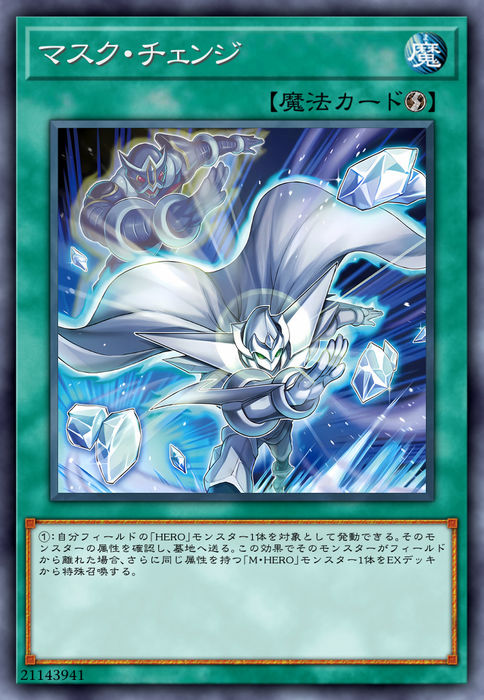 マスク・チェンジ
魔
【魔法カード】
①:自分フィールドの「HERO」モンスター1体を対象として発動できる。そのモ
ンスターの属性を確認し、墓地へ送る。この効果でそのモンスターがフィールド
から離れた場合、さらに同じ属性を持つ「M・HERO」モンスター1体をEXデッキ
から特殊召喚する。
21143941